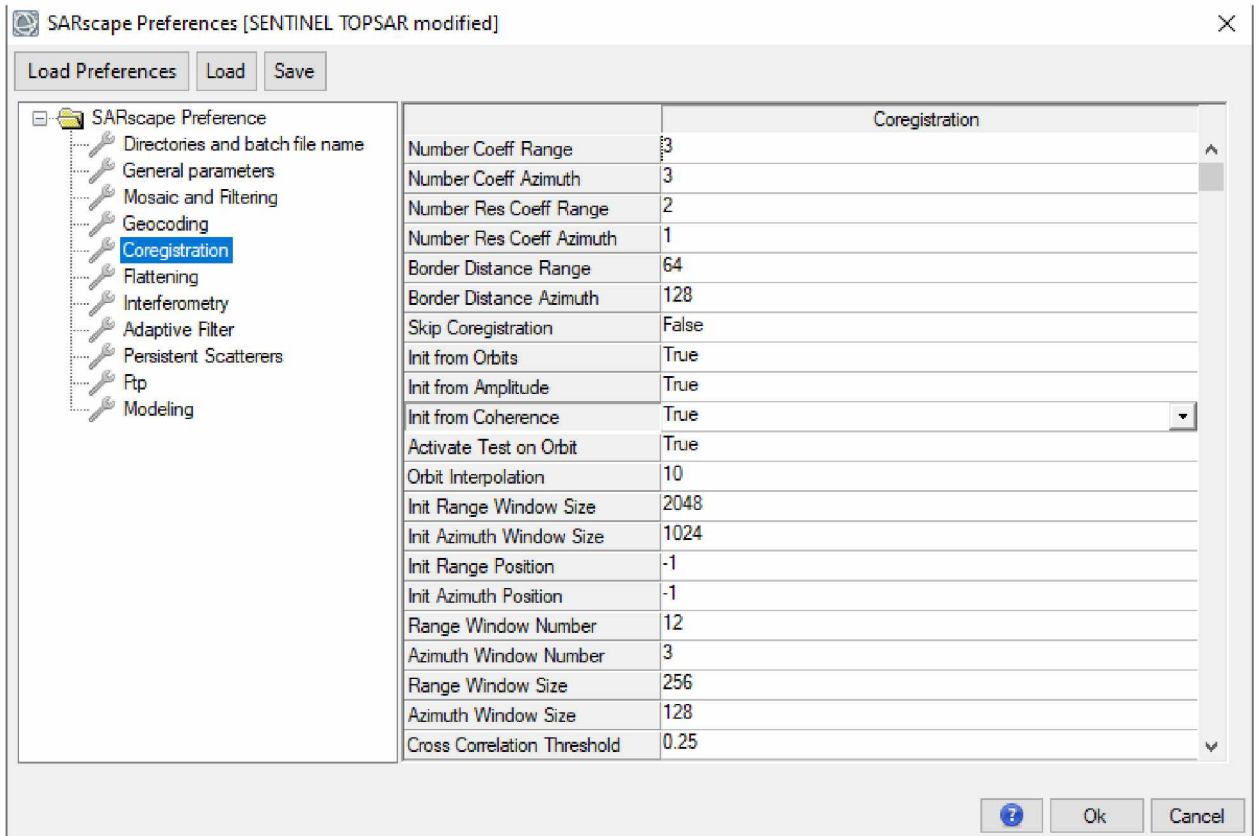 SARscape Preferences [SENTINEL TOPSAR modified]
Load Preferences Load Save
SARscape Preference
Directories and batch file name
General parameters
Mosaic and Filtering
Geocoding
Coregistration
Flattening
Interferometry
Adaptive Filter
Persistent Scatterers
Ftp
Modeling
Coregistration
Number Coeff Range 3
Number Coeff Azimuth 3
Number Res Coeff Range 2
Number Res Coeff Azimuth 1
Border Distance Range 64
Border Distance Azimuth 128
Skip Coregistration False
Init from Orbits True
Init from Amplitude True
Init from Coherence True
Activate Test on Orbit True
Orbit Interpolation 10
Init Range Window Size 2048
Init Azimuth Window Size 1024
Init Range Position -1
Init Azimuth Position -1
Range Window Number 12
Azimuth Window Number 3
Range Window Size 256
Azimuth Window Size 128
Cross Correlation Threshold 0.25
? Ok Cancel